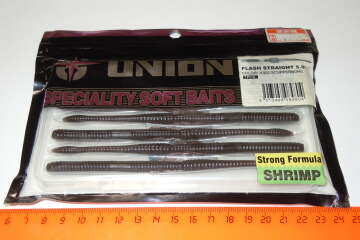 UNION
SPECIALITY SOFT BAITS
FLASH STRAIGHT
Strong Formula
SHRIMP
6 7 8 9 10 11 12 13 14 15 16 17 18 19 20 21 22 23 24 25